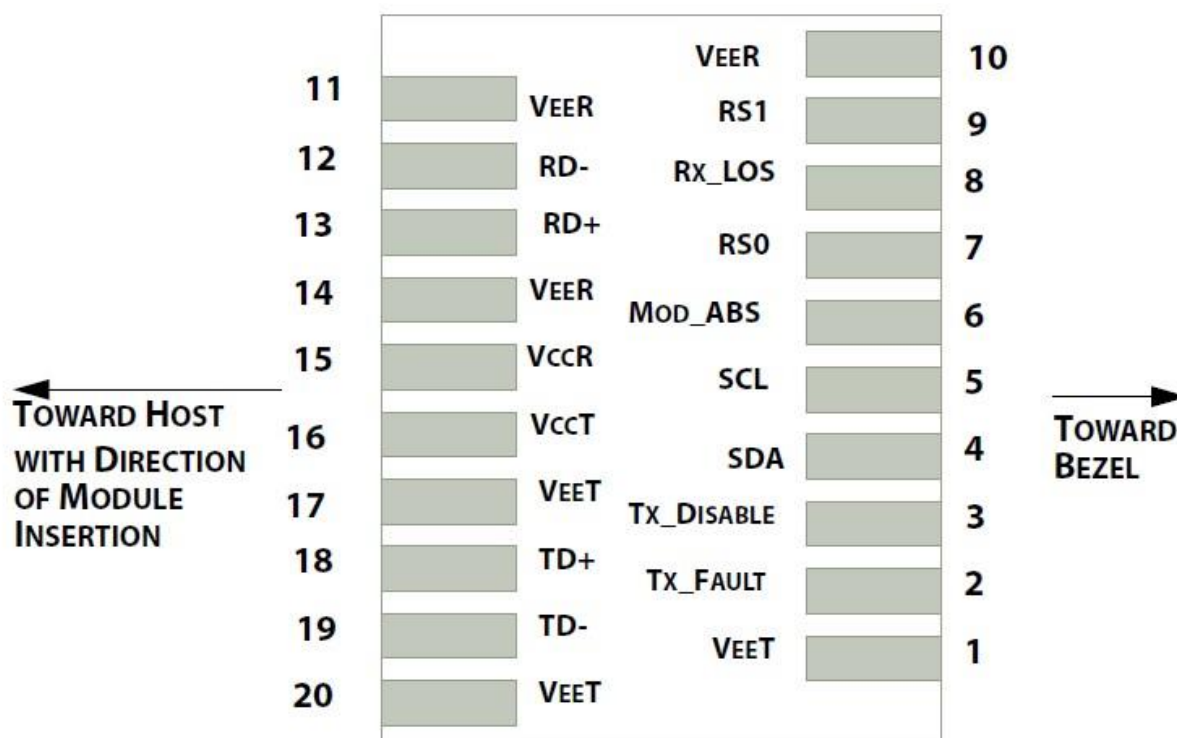 11 VEER
12 RD-
13 RD+
14 VEER
15 VCCR
16 VCCT
17 VEET
18 TD+
19 TD-
20 VEET
VEER 10
RS1 9
RX_LOS 8
RS0 7
MOD_ABS 6
SCL 5
SDA 4
TX_DISABLE 3
TX_FAULT 2
VEET 1
TOWARD HOST
WITH DIRECTION
OF MODULE
INSERTION
TOWARD
BEZEL